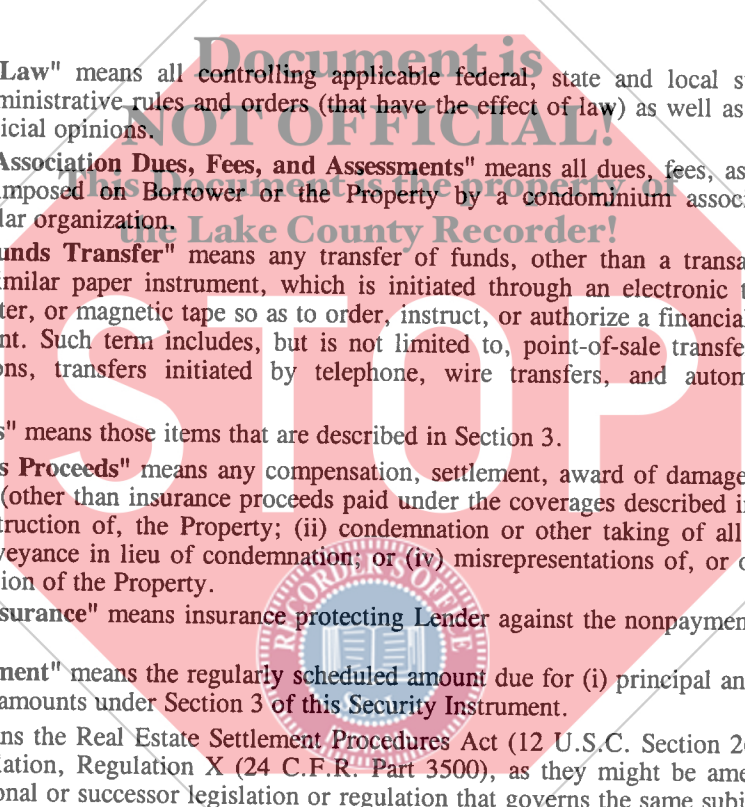 Document is
NOT OFFICIAL!
This Document is the property of
the Lake County Recorder!
STOP
Law" means all controlling applicable federal, state and local
ministrative rules and orders (that have the effect of law) as well as
icial opinions.
Association Dues, Fees, and Assessments" means all dues, fees,
mposed on Borrower or the Property by a condominium
lar organization.
unds Transfer" means any transfer of funds, other than a
milar paper instrument, which is initiated through an electronic
ter, or magnetic tape so as to order, instruct, or authorize a financial
nt. Such term includes, but is not limited to, point-of-sale
ons, transfers initiated by telephone, wire transfers, and
s" means those items that are described in Section 3.
s Proceeds" means any compensation, settlement, award of
(other than insurance proceeds paid under the coverages described
truction of, the Property; (ii) condemnation or other taking of all
veyance in lieu of condemnation; or (iv) misrepresentations of, or
ion of the Property.
surance" means insurance protecting Lender against the
ment" means the regularly scheduled amount due for (i) principal
amounts under Section 3 of this Security Instrument.
ns the Real Estate Settlement Procedures Act (12 U.S.C. Section
lation, Regulation X (24 C.F.R. Part 3500), as they might be
onal or successor legislation or regulation that governs the same
RECORDER'S OFFICE